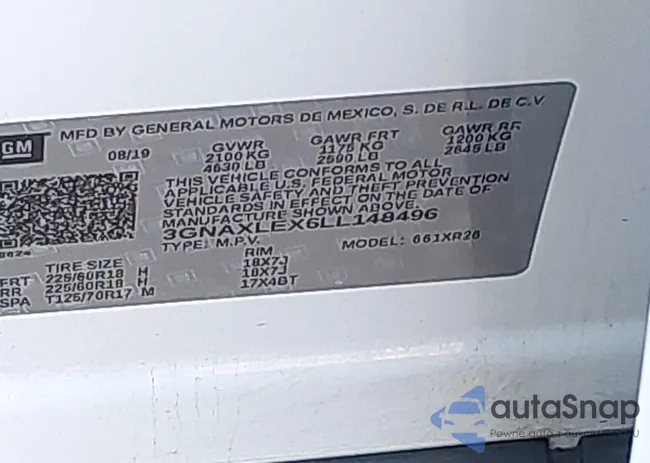 MFD BY GENERAL MOTORS DE MEXICO, S. DE R.L. DE C.V.
GM
08/19 GVWR GAWR FRT GAWR RR
2100 KG 1175 KG 1200 KG
4630 LB 2590 LB 2645 LB
THIS VEHICLE CONFORMS TO ALL
APPLICABLE U.S. FEDERAL MOTOR
VEHICLE SAFETY AND THEFT PREVENTION
STANDARDS IN EFFECT ON THE DATE OF
MANUFACTURE SHOWN ABOVE.
3GNAXLEX6LL148496
TYPE: M.P.V. MODEL: 661XR26
TIRE SIZE RIM
FRT 225/60R18 H 18X7J
RR 225/60R18 H 18X7J
SPA T125/70R17 M 17X4BT
autaSnap